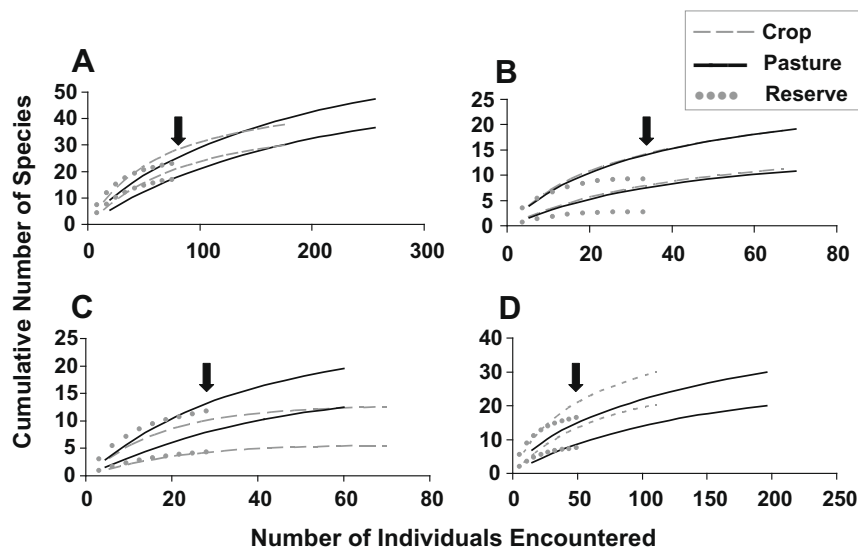 Crop
Pasture
Reserve
Cumulative Number of Species
A
50
40
30
20
10
0
0 100 200 300
B
25
20
15
10
5
0
0 20 40 60 80
C
25
20
15
10
5
0
0 20 40 60 80
D
40
30
20
10
0
0 50 100 150 200 250
Number of Individuals Encountered